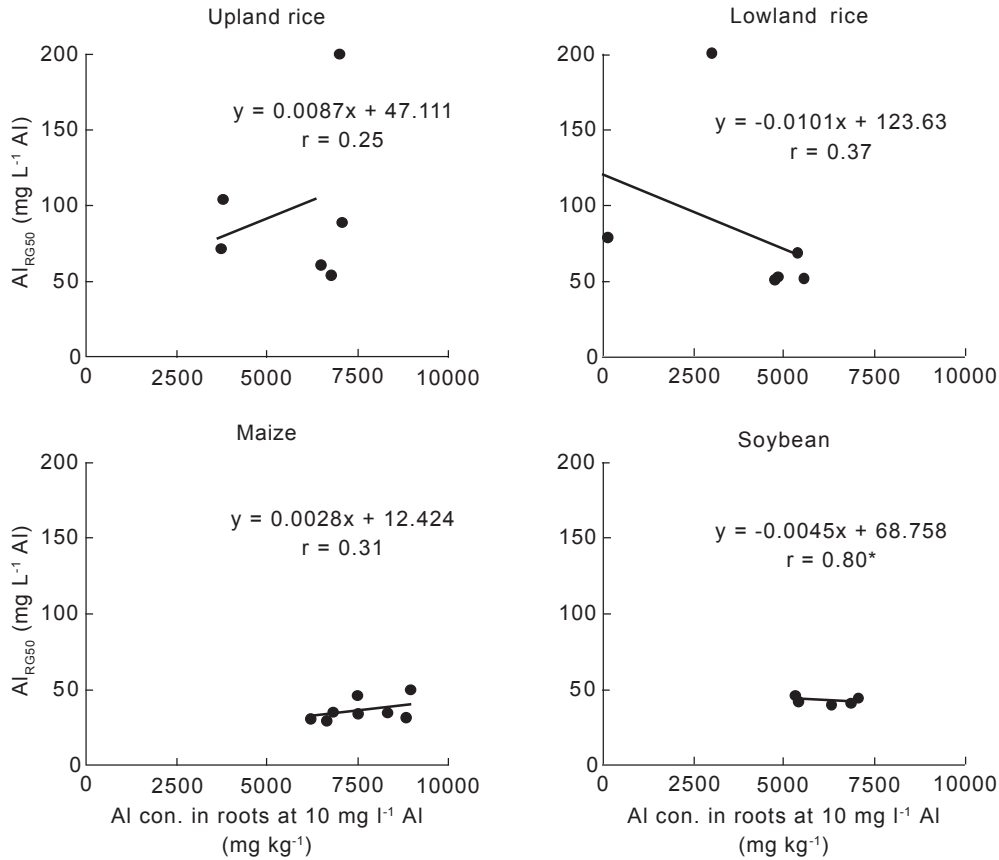 Upland rice
200
150
100
50
0
0 2500 5000 7500 10000
Al_RG50 (mg L⁻¹ Al)
y = 0.0087x + 47.111
r = 0.25
Lowland rice
200
150
100
50
0
0 2500 5000 7500 10000
y = -0.0101x + 123.63
r = 0.37
Maize
200
150
100
50
0
0 2500 5000 7500 10000
Al_RG50 (mg L⁻¹ Al)
y = 0.0028x + 12.424
r = 0.31
Al con. in roots at 10 mg l⁻¹ Al
(mg kg⁻¹)
Soybean
200
150
100
50
0
0 2500 5000 7500 10000
y = -0.0045x + 68.758
r = 0.80*
Al con. in roots at 10 mg l⁻¹ Al
(mg kg⁻¹)